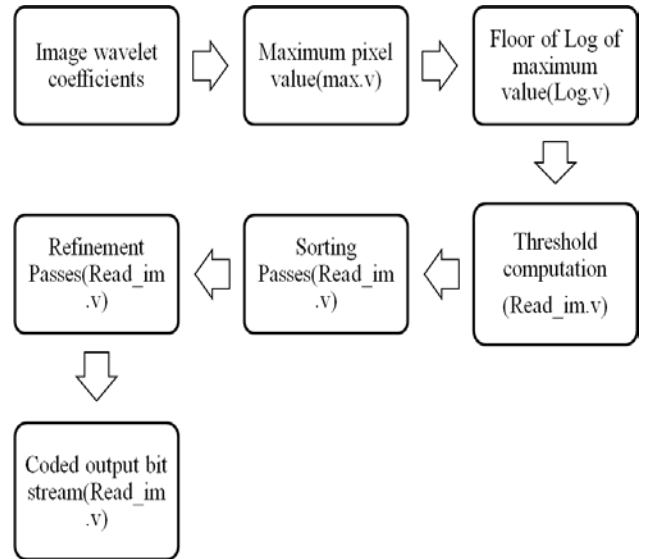 Image wavelet
coefficients
Maximum pixel
value(max.v)
Floor of Log of
maximum
value(Log.v)
Threshold
computation
(Read_im.v)
Sorting
Passes(Read_im
.v)
Refinement
Passes(Read_im
.v)
Coded output bit
stream(Read_im
.v)